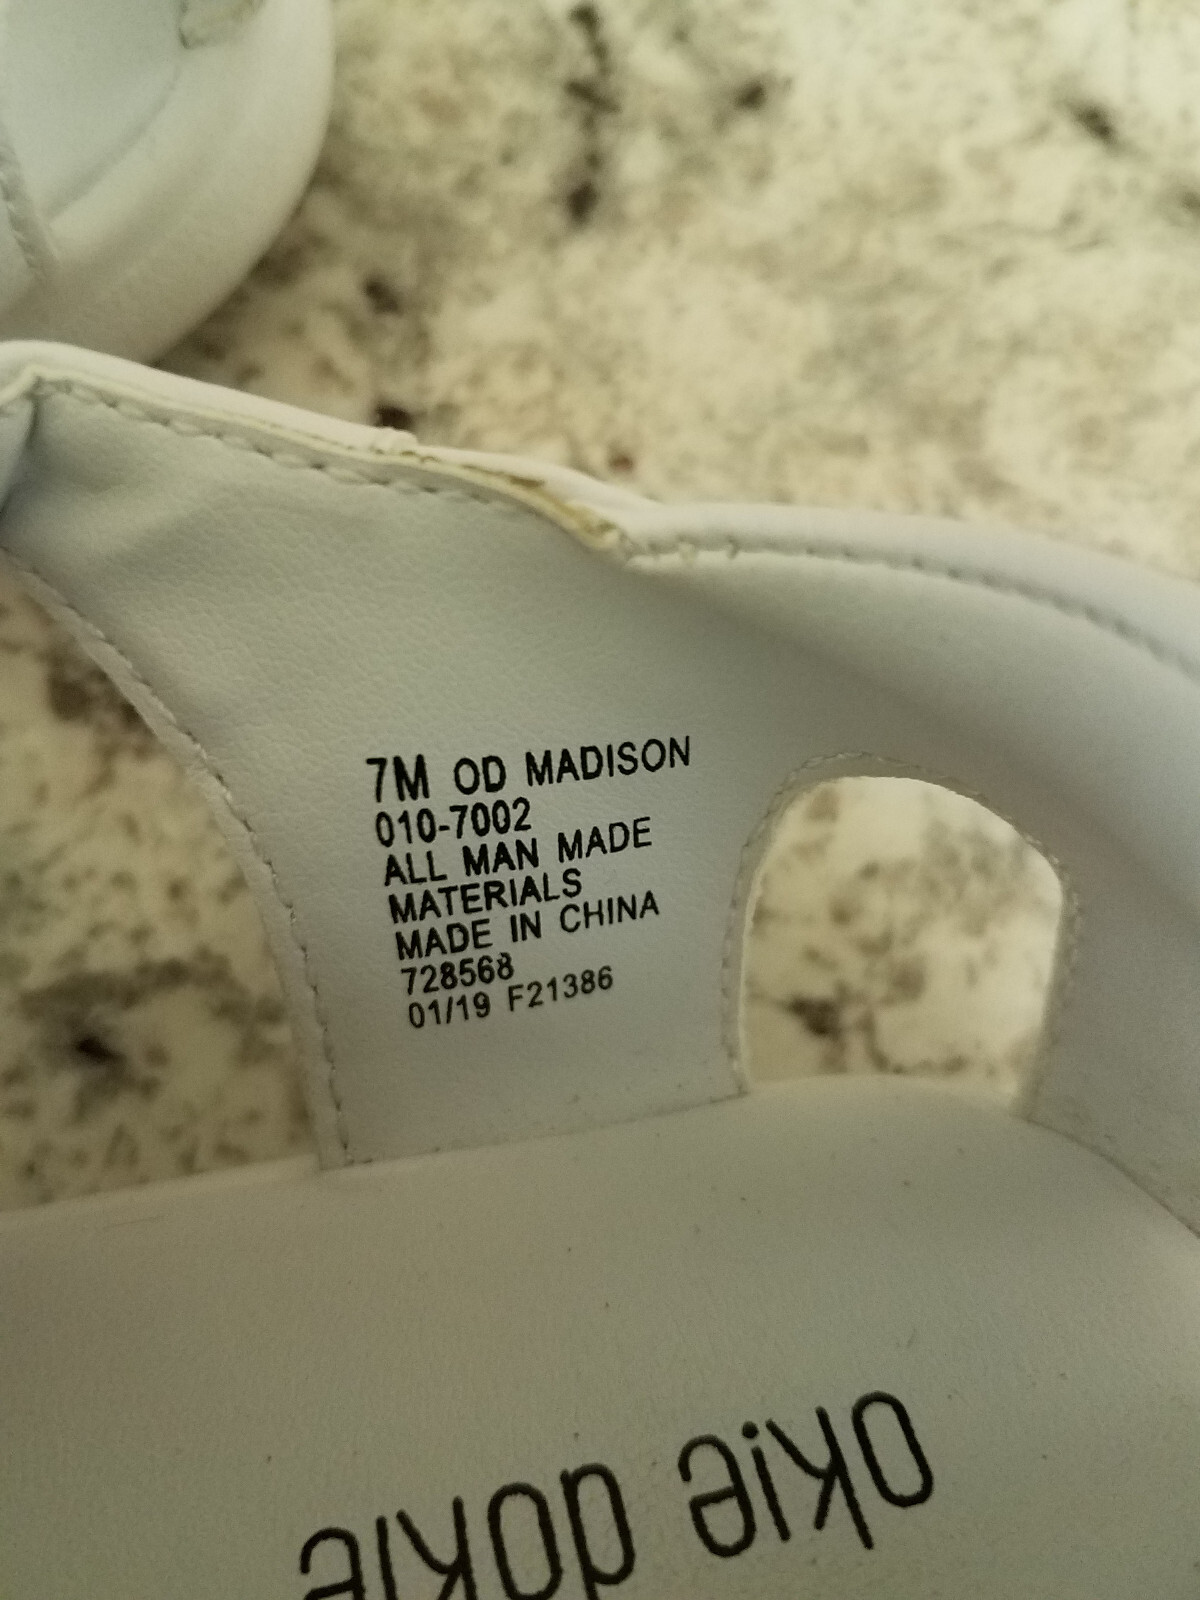 7M OD MADISON
010-7002
ALL MAN MADE
MATERIALS
MADE IN CHINA
728568
01/19 F21386
okie dokie